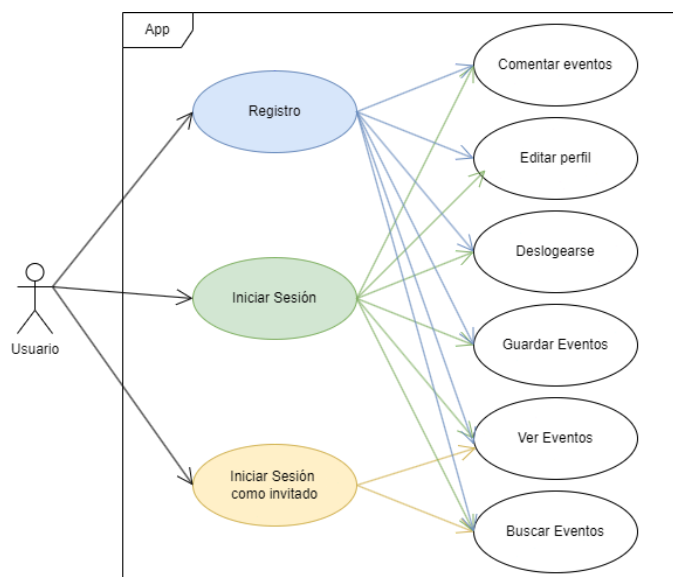 App
Comentar eventos
Registro
Editar perfil
Deslogearse
Iniciar Sesión
Usuario
Guardar Eventos
Ver Eventos
Iniciar Sesión
como invitado
Buscar Eventos